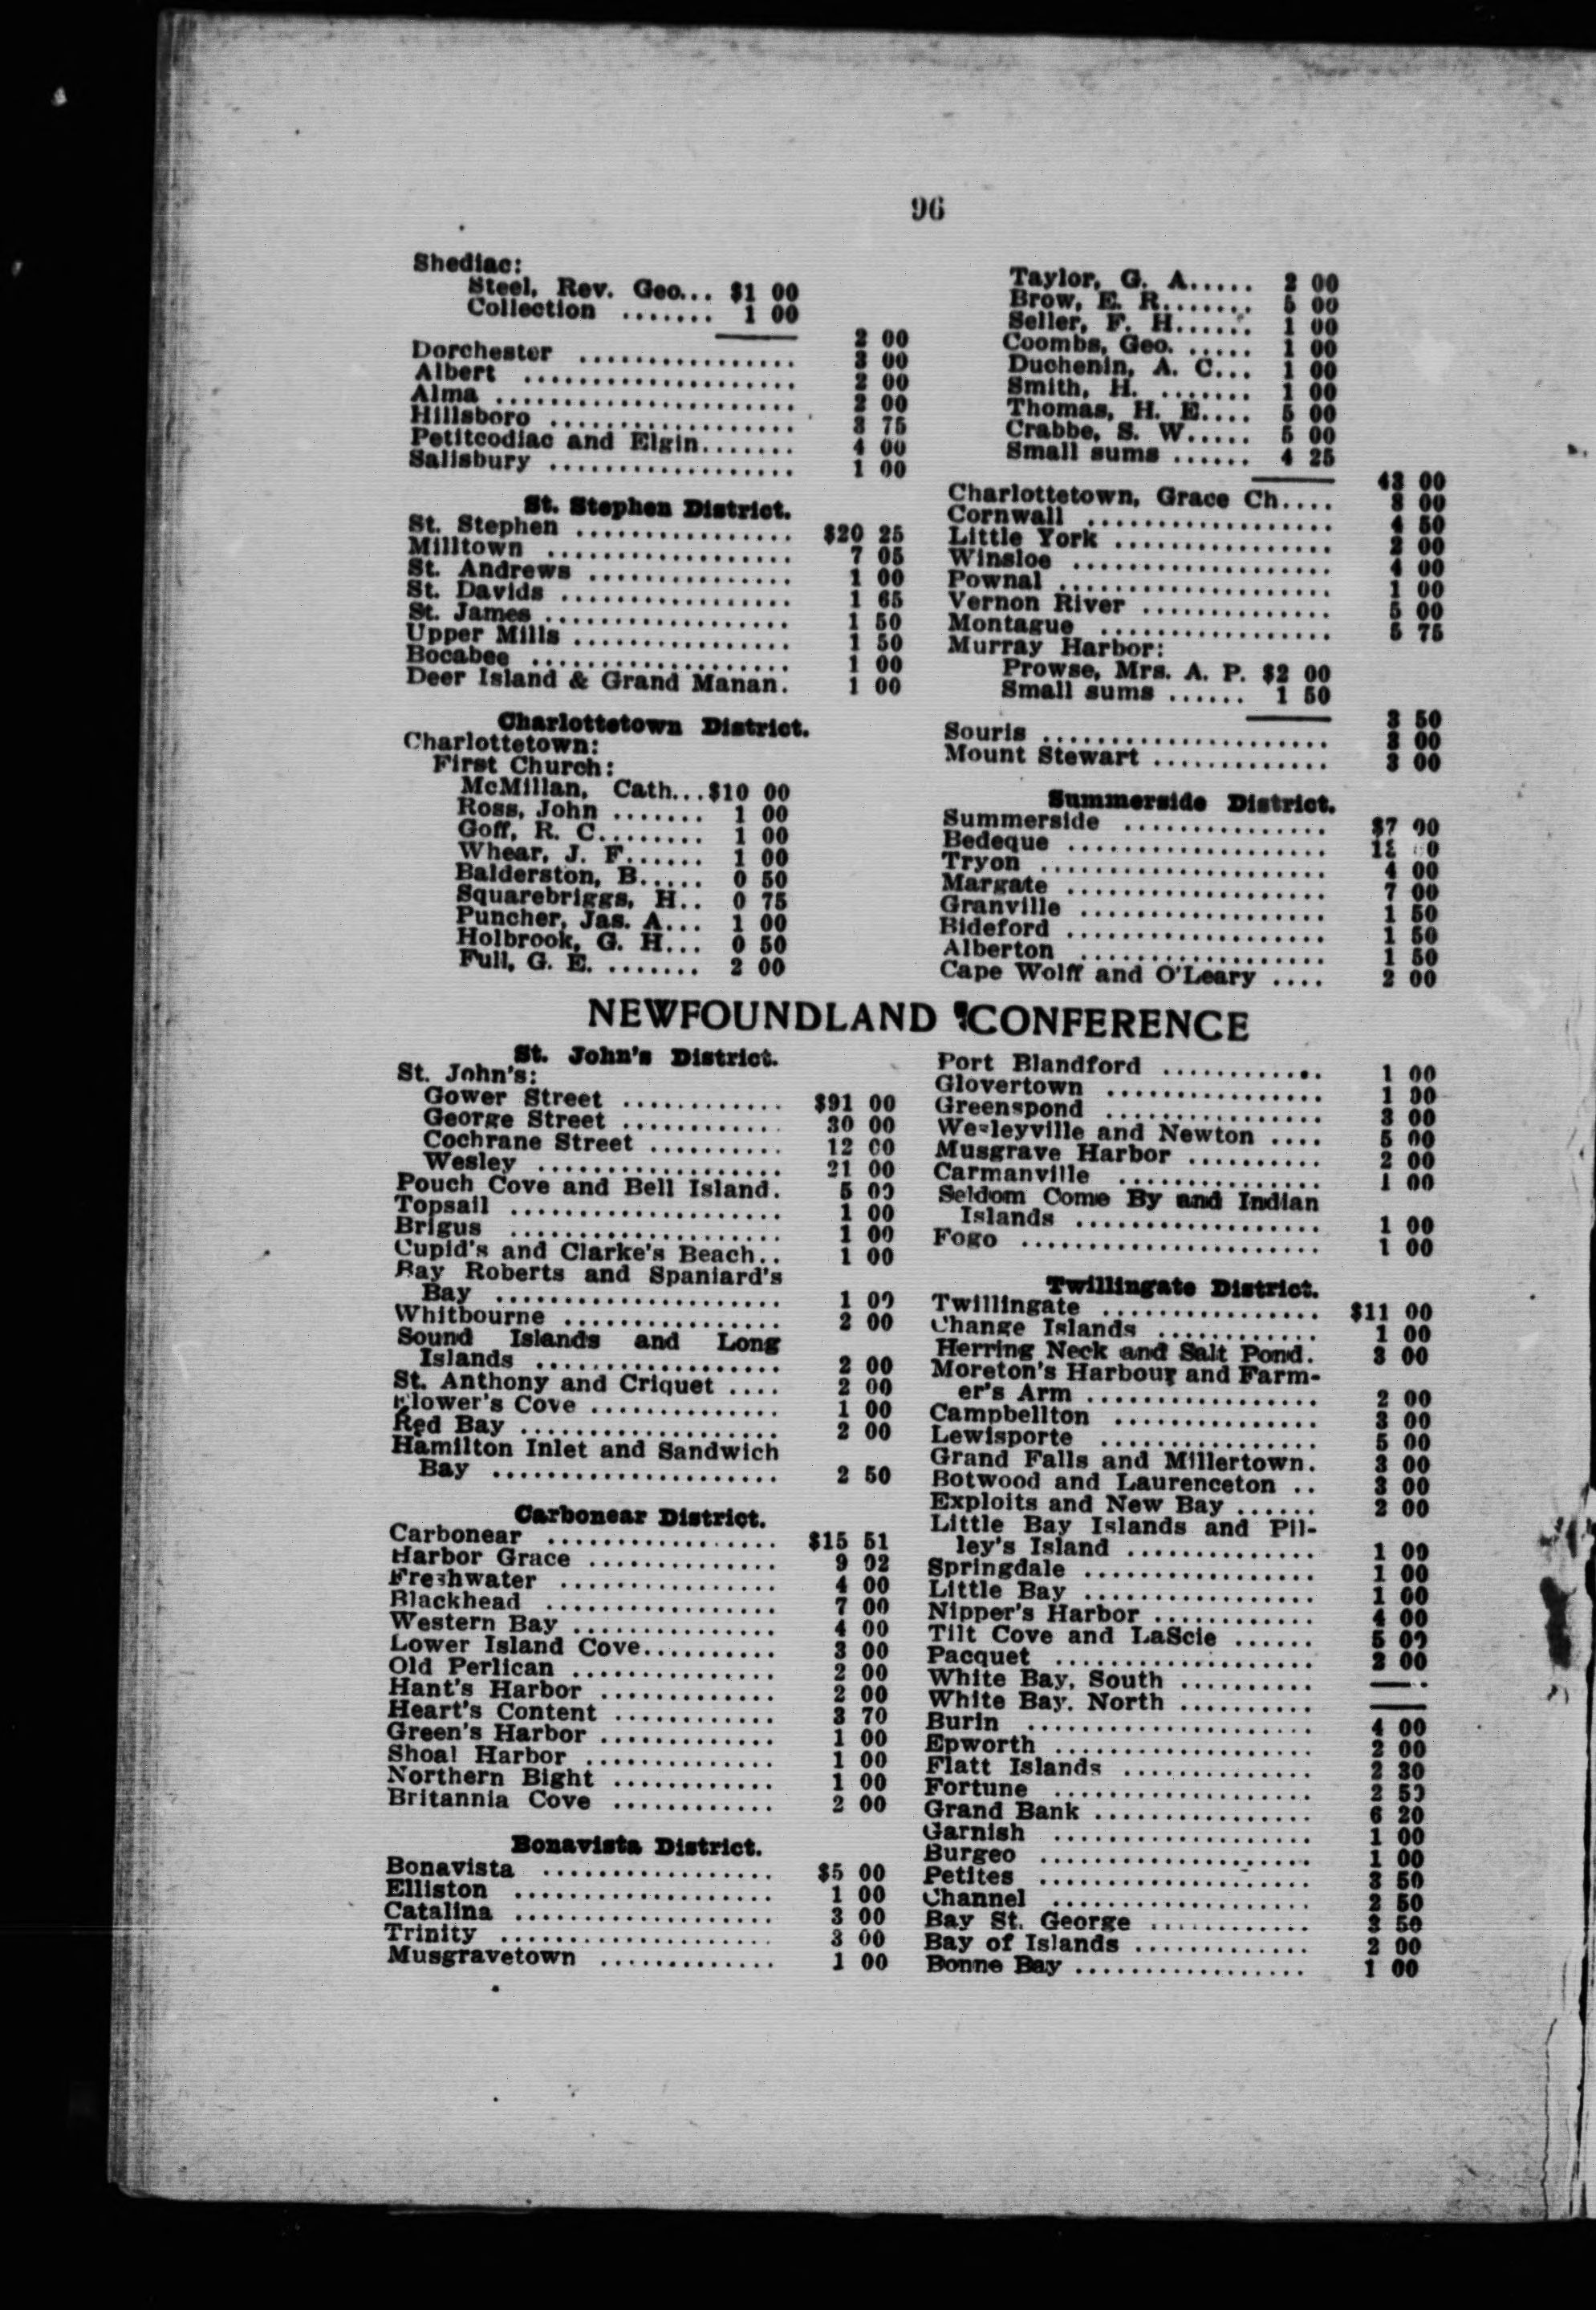 96
Shediac:
Steel, Rev. Geo... $1 00
Collection ....... 1 00
2 00
Dorchester ................ 3 00
Albert .................... 2 00
Alma ...................... 2 00
Hillsboro .................. 3 75
Petitcodiac and Elgin....... 4 00
Salisbury .................. 1 00
St. Stephen District.
St. Stephen ................ $20 25
Milltown .................. 7 05
St. Andrews ............... 1 00
St. Davids ................. 1 65
St. James .................. 1 50
Upper Mills ................ 1 50
Bocabee ................... 1 00
Deer Island & Grand Manan. 1 00
Charlottetown District.
Charlottetown:
First Church:
McMillan, Cath...$10 00
Ross, John ....... 1 00
Goff, R. C........ 1 00
Whear, J. F...... 1 00
Balderston, B..... 0 50
Squarebriggs, H.. 0 75
Puncher, Jas. A... 1 00
Holbrook, G. H... 0 50
Full, G. E. ....... 2 00
Taylor, G. A..... 2 00
Brow, E. R....... 5 00
Seller, F. H...... 1 00
Coombs, Geo. ..... 1 00
Duchenin, A. C... 1 00
Smith, H. ....... 1 00
Thomas, H. E.... 5 00
Crabbe, S. W..... 5 00
Small sums ...... 4 25
43 00
Charlottetown, Grace Ch.... 8 00
Cornwall .................. 4 50
Little York ................ 2 00
Winsloe ................... 4 00
Pownal .................... 1 00
Vernon River .............. 5 00
Montague ................. 5 75
Murray Harbor:
Prowse, Mrs. A. P. $2 00
Small sums ...... 1 50
3 50
Souris ..................... 3 00
Mount Stewart ............. 3 00
Summerside District.
Summerside ............... $7 00
Bedeque ...................
Tryon ..................... 4 00
Margate ................... 7 00
Granville .................. 1 50
Bideford ................... 1 50
Alberton .................. 1 50
Cape Wolff and O'Leary .... 2 00
NEWFOUNDLAND CONFERENCE
St. John's District.
St. John's:
Gower Street ............ $91 00
George Street ............ 30 00
Cochrane Street .......... 12 00
Wesley .................. 21 00
Pouch Cove and Bell Island. 5 00
Topsail .................... 1 00
Brigus .................... 1 00
Cupid's and Clarke's Beach.. 1 00
Bay Roberts and Spaniard's
Bay ..................... 1 00
Whitbourne ................ 2 00
Sound Islands and Long
Islands .................. 2 00
St. Anthony and Criquet .... 2 00
Flower's Cove .............. 1 00
Red Bay ................... 2 00
Hamilton Inlet and Sandwich
Bay ..................... 2 50
Carbonear District.
Carbonear ................. $15 51
Harbor Grace .............. 9 02
Freshwater ................ 4 00
Blackhead ................. 7 00
Western Bay ............... 4 00
Lower Island Cove.......... 3 00
Old Perlican ............... 2 00
Hant's Harbor ............. 2 00
Heart's Content ............ 3 70
Green's Harbor ............. 1 00
Shoal Harbor .............. 1 00
Northern Bight ............ 1 00
Britannia Cove ............ 2 00
Bonavista District.
Bonavista ................. $5 00
Elliston ................... 1 00
Catalina ................... 3 00
Trinity .................... 3 00
Musgravetown ............. 1 00
Port Blandford ............ 1 00
Glovertown ................ 1 00
Greenspond ................ 3 00
Wesleyville and Newton .... 5 00
Musgrave Harbor .......... 2 00
Carmanville ............... 1 00
Seldom Come By and Indian
Islands .................. 1 00
Fogo ...................... 1 00
Twillingate District.
Twillingate ................ $11 00
Change Islands ............ 1 00
Herring Neck and Salt Pond. 3 00
Moreton's Harbour and Farm-
er's Arm ................. 2 00
Campbellton ............... 3 00
Lewisporte ................ 5 00
Grand Falls and Millertown. 3 00
Botwood and Laurenceton .. 3 00
Exploits and New Bay ...... 2 00
Little Bay Islands and Pil-
ley's Island .............. 1 00
Springdale ................. 1 00
Little Bay ................. 1 00
Nipper's Harbor ............ 4 00
Tilt Cove and LaScie ...... 5 00
Pacquet ................... 2 00
White Bay, South .......... —
White Bay, North .......... —
Burin ..................... 4 00
Epworth ................... 2 00
Flatt Islands .............. 2 30
Fortune ................... 2 50
Grand Bank ................ 6 20
Garnish ................... 1 00
Burgeo .................... 1 00
Petites .................... 3 50
Channel ................... 2 50
Bay St. George ............ 3 50
Bay of Islands ............. 2 00
Bonne Bay ................. 1 00